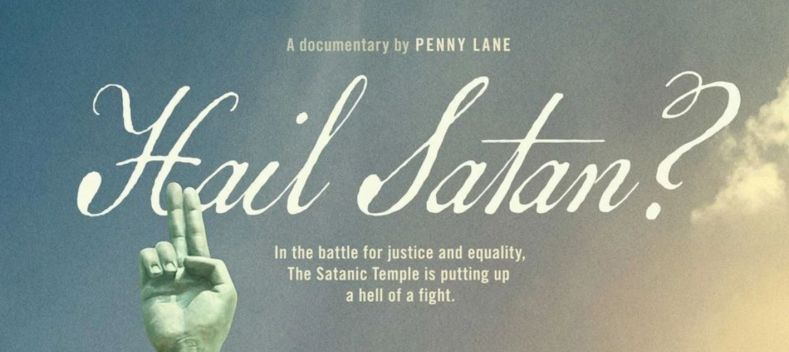 A documentary by PENNY LANE
Hail Satan?
In the battle for justice and equality,
The Satanic Temple is putting up
a hell of a fight.